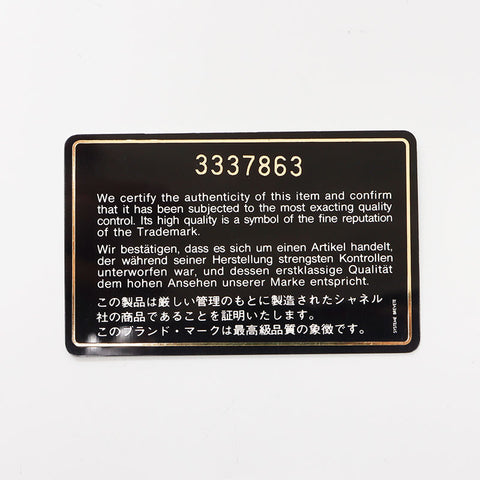 3337863
We certify the authenticity of this item and confirm
that it has been subjected to the most exacting quality
control. Its high quality is a symbol of the fine reputation
of the Trademark.
Wir bestätigen, dass es sich um einen Artikel handelt,
der während seiner Herstellung strengsten Kontrollen
unterworfen war, und dessen erstklassige Qualität
dem hohen Ansehen unserer Marke entspricht.
この製品は厳しい管理のもとに製造されたシャネル
社の商品であることを証明いたします。
このブランド・マークは最高級品質の象徴です。
SYSTEME BREVETE